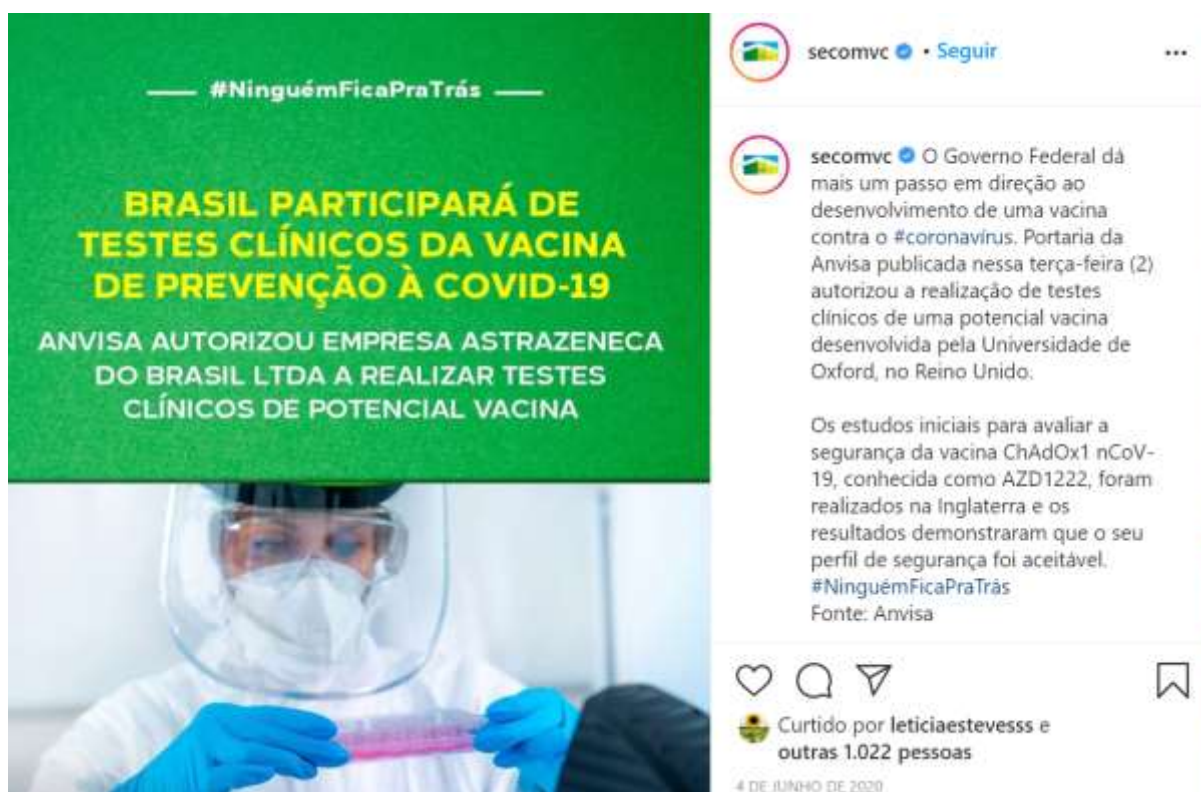 #NinguémFicaPraTrás
BRASIL PARTICIPARÁ DE
TESTES CLÍNICOS DA VACINA
DE PREVENÇÃO À COVID-19
ANVISA AUTORIZOU EMPRESA ASTRAZENECA
DO BRASIL LTDA A REALIZAR TESTES
CLÍNICOS DE POTENCIAL VACINA
secomvc • Seguir
secomvc O Governo Federal dá
mais um passo em direção ao
desenvolvimento de uma vacina
contra o #coronavírus. Portaria da
Anvisa publicada nessa terça-feira (2)
autorizou a realização de testes
clínicos de uma potencial vacina
desenvolvida pela Universidade de
Oxford, no Reino Unido.
Os estudos iniciais para avaliar a
segurança da vacina ChAdOx1 nCoV-
19, conhecida como AZD1222, foram
realizados na Inglaterra e os
resultados demonstraram que o seu
perfil de segurança foi aceitável.
#NinguémFicaPraTrás
Fonte: Anvisa
Curtido por leticiaestevesss e
outras 1.022 pessoas
4 DE JUNHO DE 2020